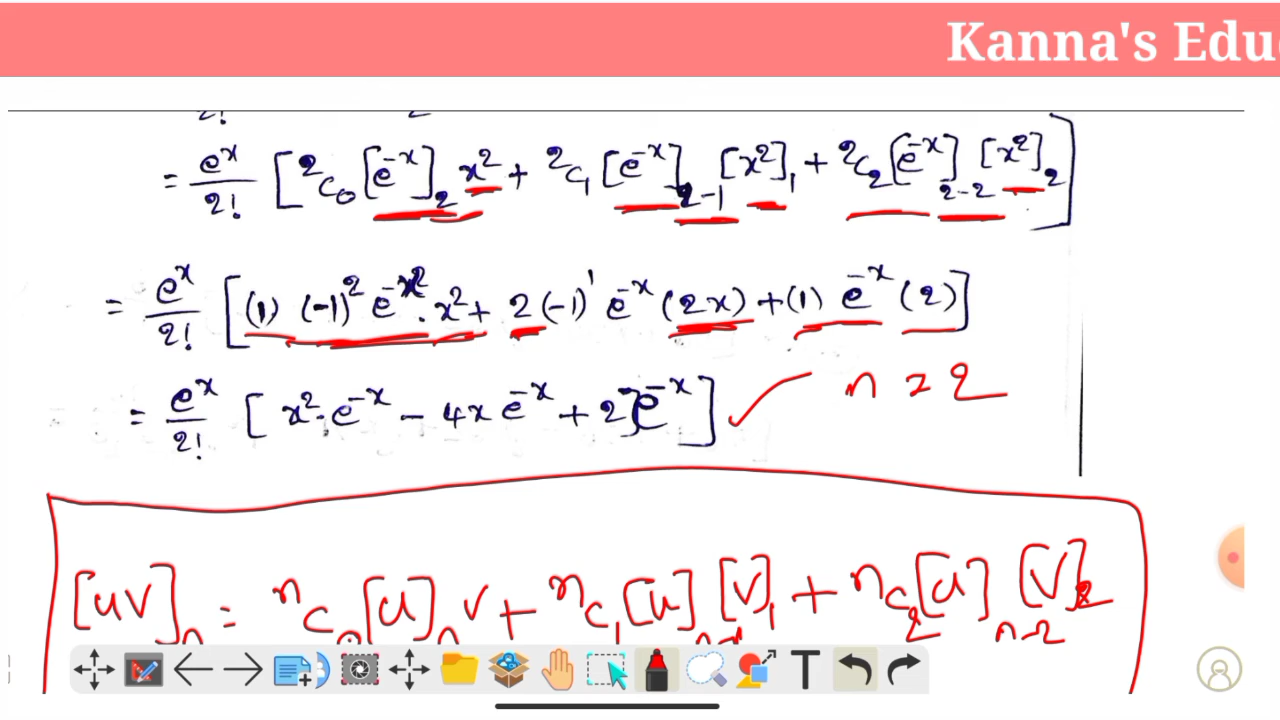 Kanna's Edu
2! 2
= e^x/2! [ ²C₀ [e^-x]₂ x² + ²C₁ [e^-x]₂₋₁ [x²]₁ + ²C₂ [e^-x]₂₋₂ [x²]₂ ]
= e^x/2! [ (1) (-1)² e^-x · x² + 2 (-1)¹ e^-x (2x) + (1) e^-x (2) ]
= e^x/2! [ x² · e^-x - 4x e^-x + 2 e^-x ] n = 2
[uv]ₙ = ⁿC₀ [u]ₙ v + ⁿC₁ [u]ₙ₋₁ [v]₁ + ⁿC₂ [u]ₙ₋₂ [v]₂
T